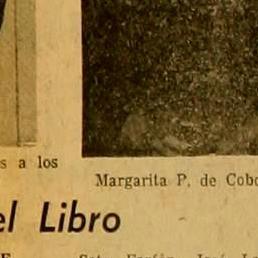 s a los
Margarita P. de Cobo
el Libro